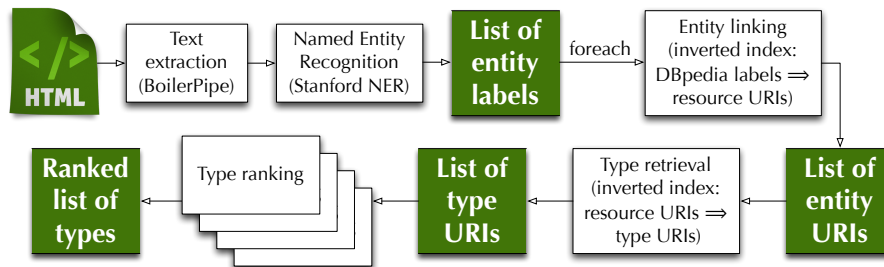 </>
HTML
Text
extraction
(BoilerPipe)
Named Entity
Recognition
(Stanford NER)
List of
entity
labels
foreach
Entity linking
(inverted index:
DBpedia labels ⟹
resource URIs)
List of
entity
URIs
Type retrieval
(inverted index:
resource URIs ⟹
type URIs)
List of
type
URIs
Type ranking
Ranked
list of
types